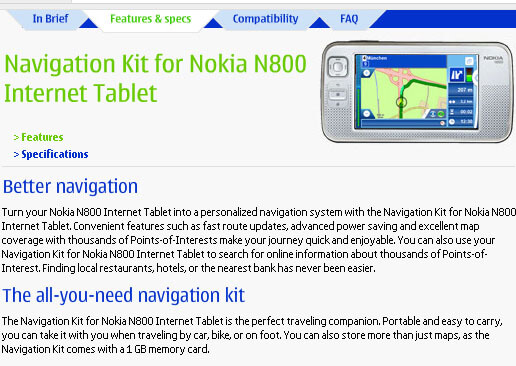 In Brief
Features & specs
Compatibility
FAQ
Navigation Kit for Nokia N800
Internet Tablet
München
NOKIA
207 m
00:02
13:30
> Features
> Specifications
Better navigation
Turn your Nokia N800 Internet Tablet into a personalized navigation system with the Navigation Kit for Nokia N800
Internet Tablet. Convenient features such as fast route updates, advanced power saving and excellent map
coverage with thousands of Points-of-Interests make your journey quick and enjoyable. You can also use your
Navigation Kit for Nokia N800 Internet Tablet to search for online information about thousands of Points-of-
Interest. Finding local restaurants, hotels, or the nearest bank has never been easier.
The all-you-need navigation kit
The Navigation Kit for Nokia N800 Internet Tablet is the perfect traveling companion. Portable and easy to carry,
you can take it with you when traveling by car, bike, or on foot. You can also store more than just maps, as the
Navigation Kit comes with a 1 GB memory card.